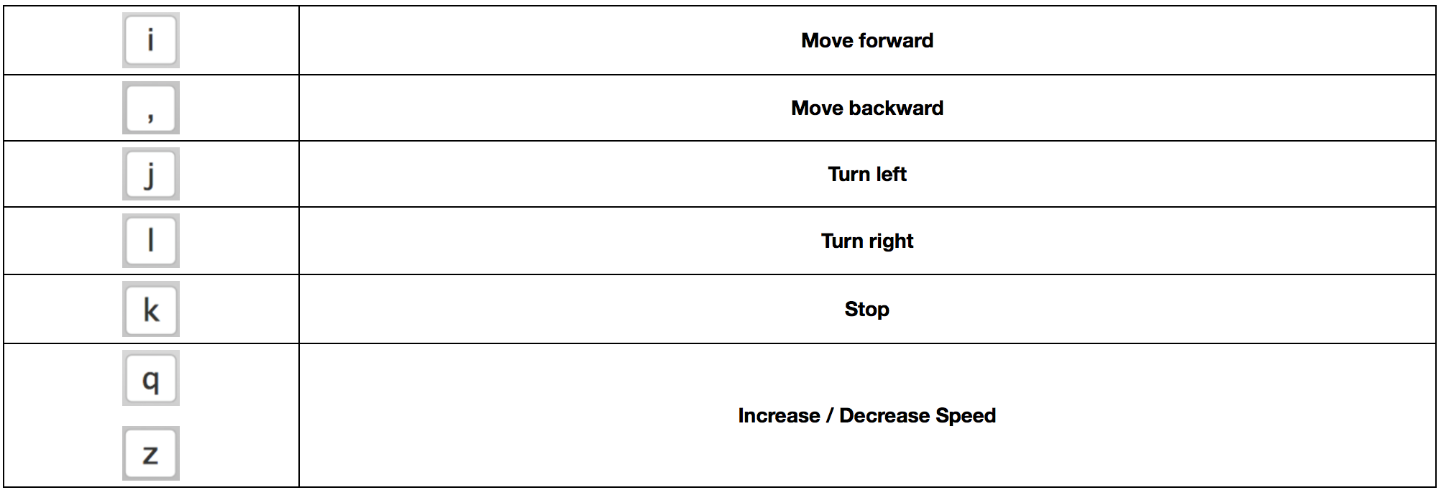 i Move forward
, Move backward
j Turn left
l Turn right
k Stop
q
Increase / Decrease Speed
z